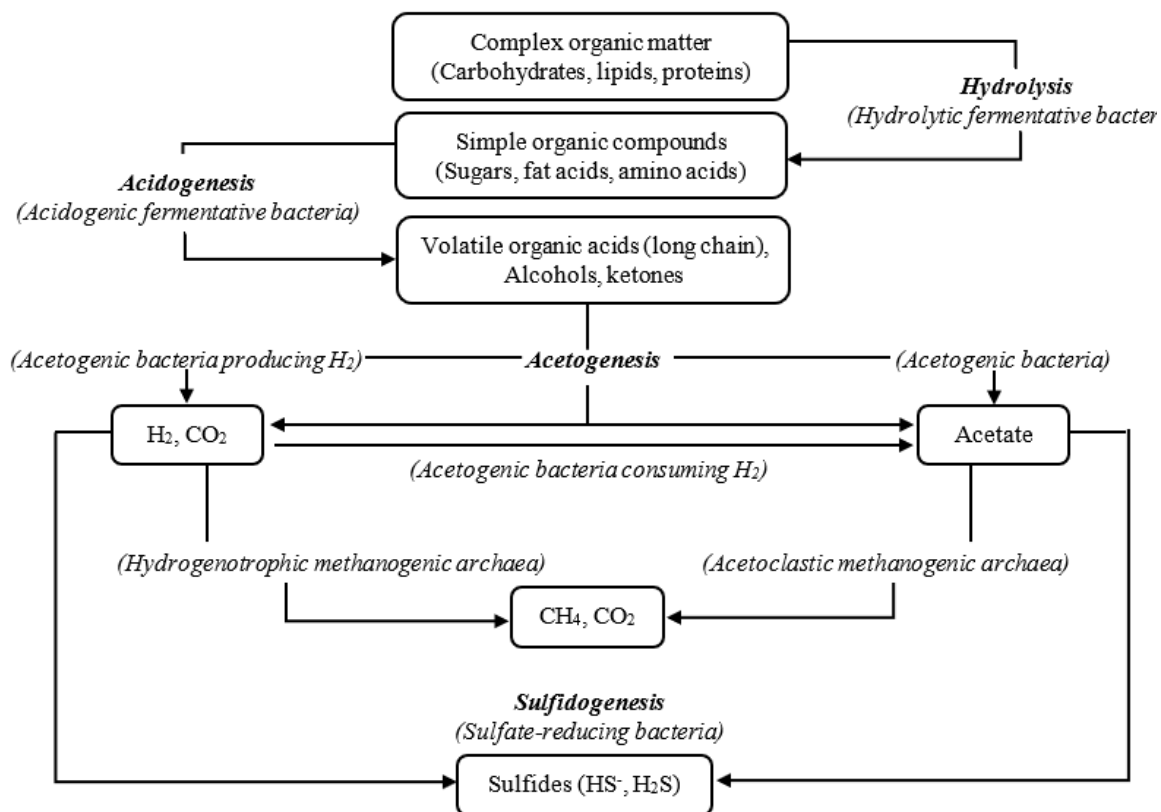 Complex organic matter
(Carbohydrates, lipids, proteins)
Hydrolysis
(Hydrolytic fermentative bacter
Simple organic compounds
(Sugars, fat acids, amino acids)
Acidogenesis
(Acidogenic fermentative bacteria)
Volatile organic acids (long chain),
Alcohols, ketones
(Acetogenic bacteria producing H₂)
Acetogenesis
(Acetogenic bacteria)
H₂, CO₂
Acetate
(Acetogenic bacteria consuming H₂)
(Hydrogenotrophic methanogenic archaea)
(Acetoclastic methanogenic archaea)
CH₄, CO₂
Sulfidogenesis
(Sulfate-reducing bacteria)
Sulfides (HS⁻, H₂S)